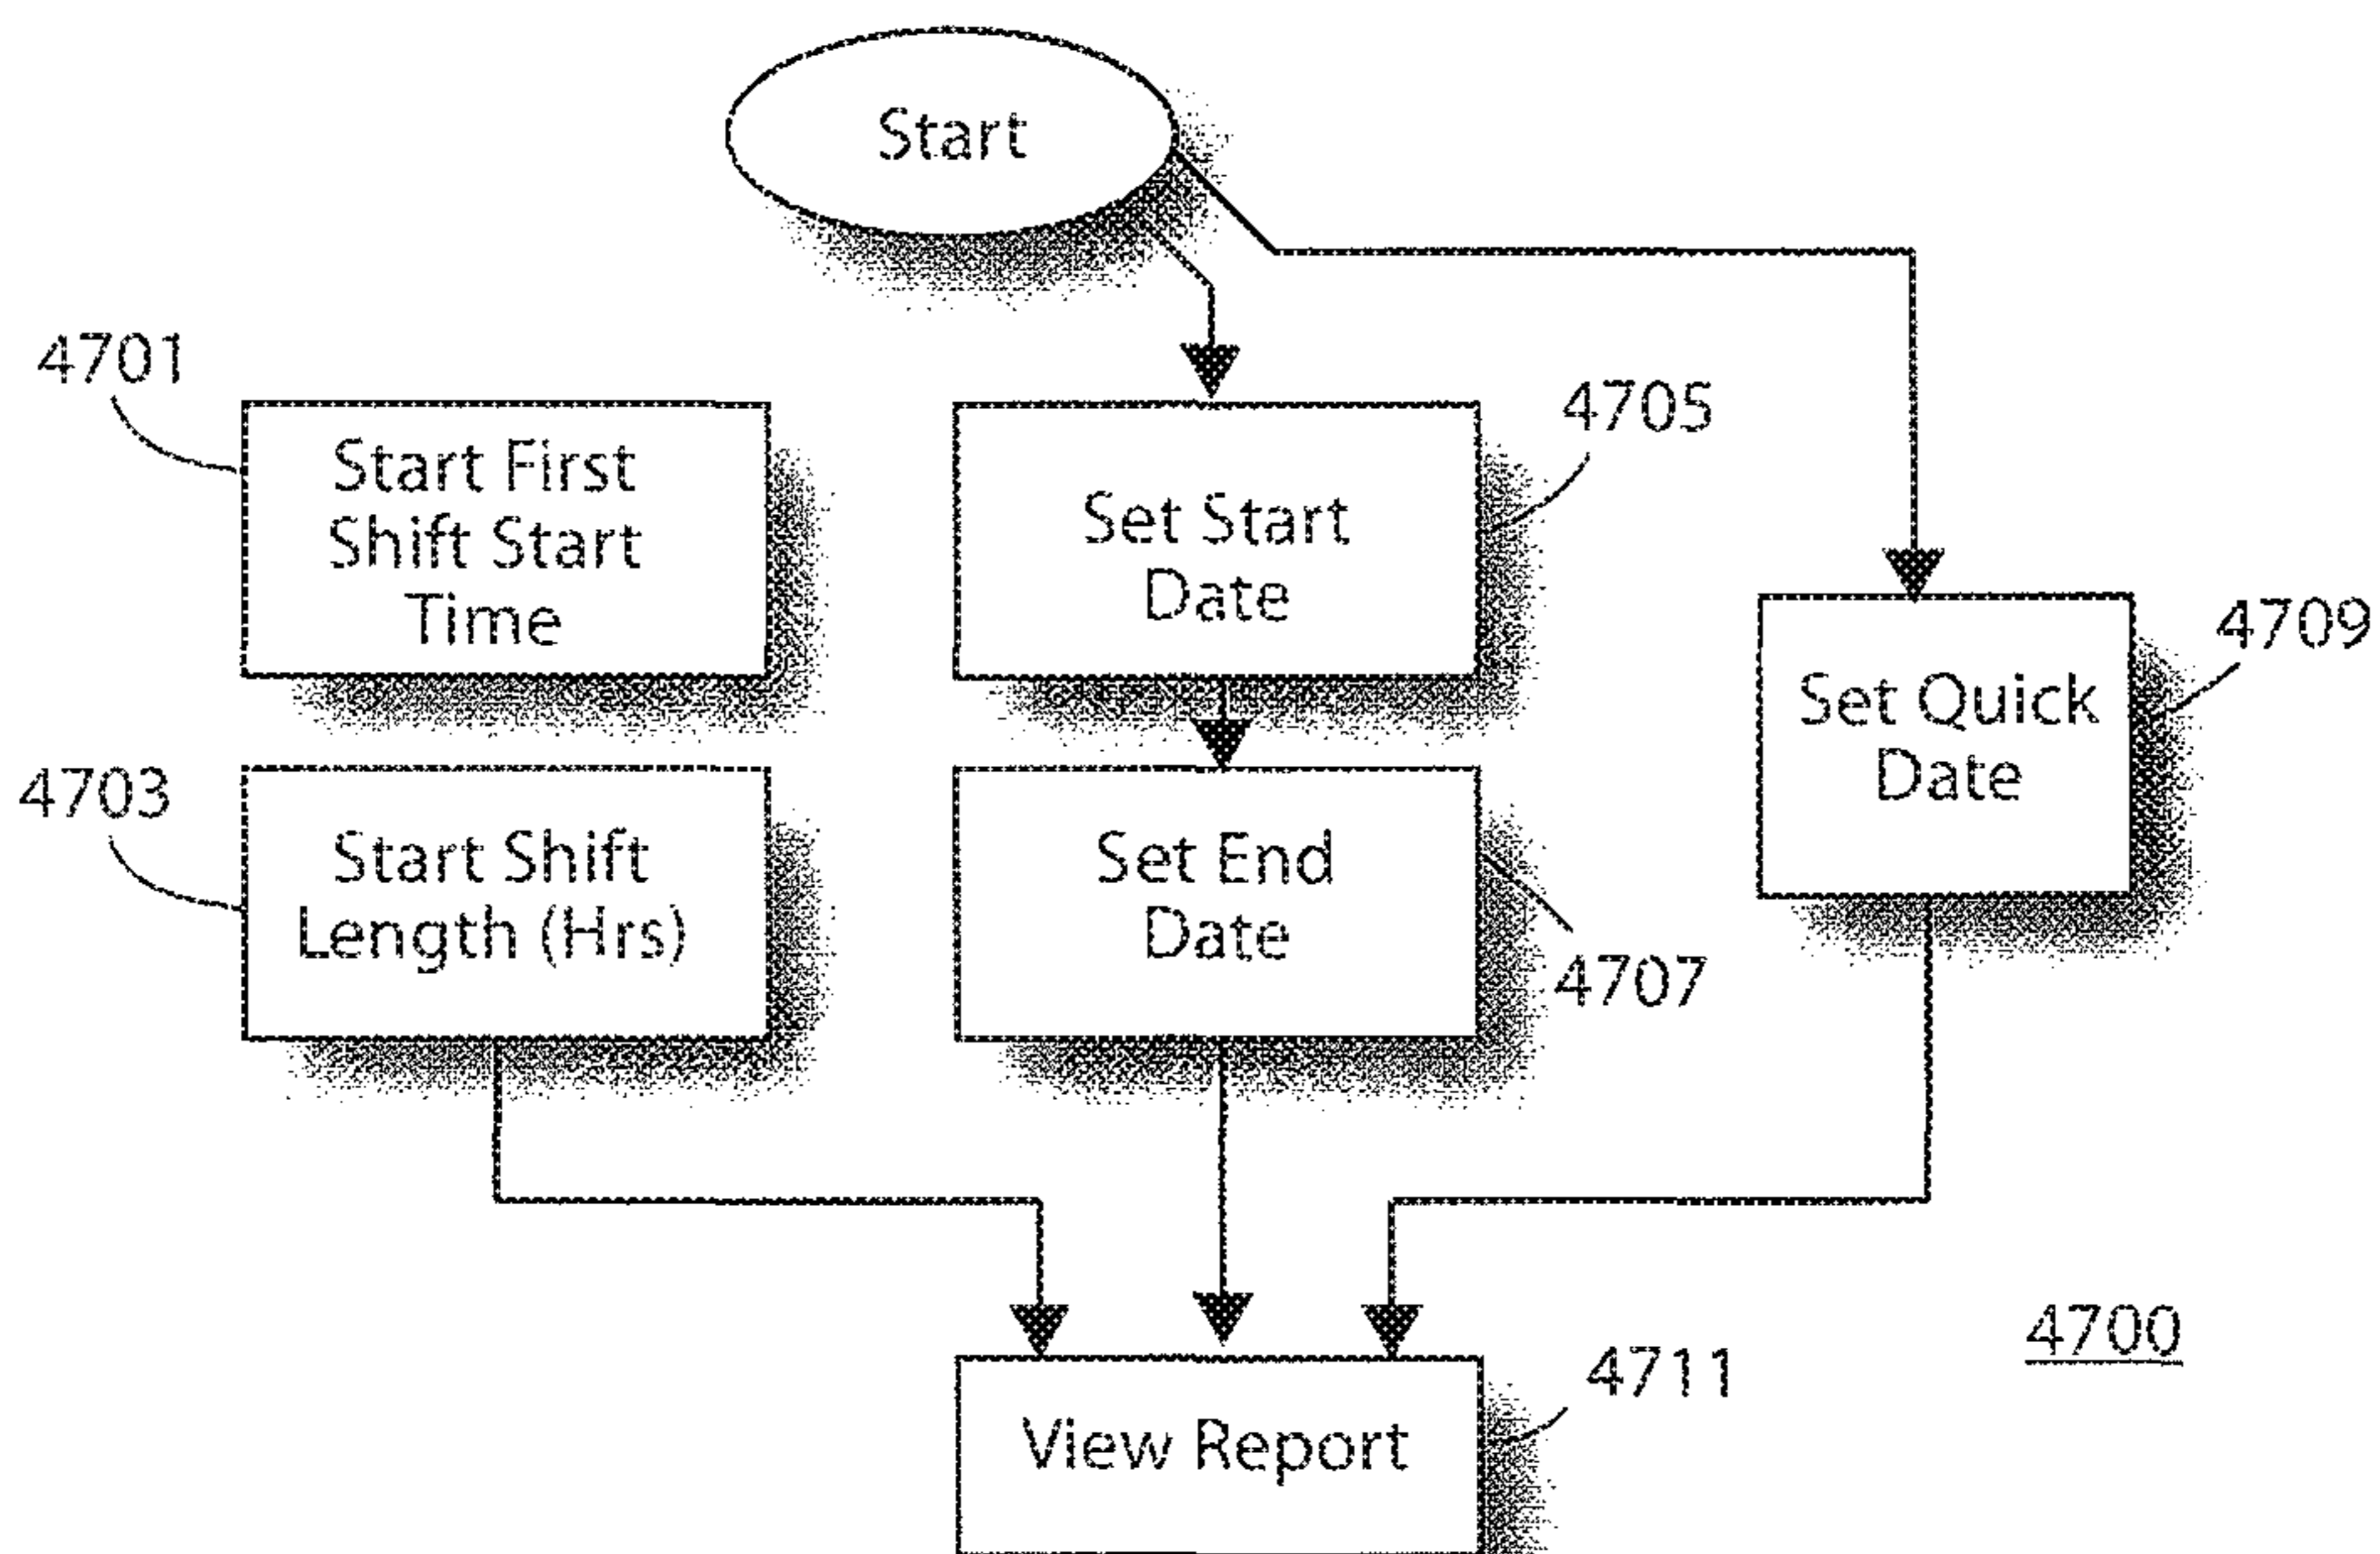 Start
4701
Start First
Shift Start
Time
4705
Set Start
Date
4709
Set Quick
Date
4703
Start Shift
Length (Hrs)
Set End
Date
4707
4700
4711
View Report